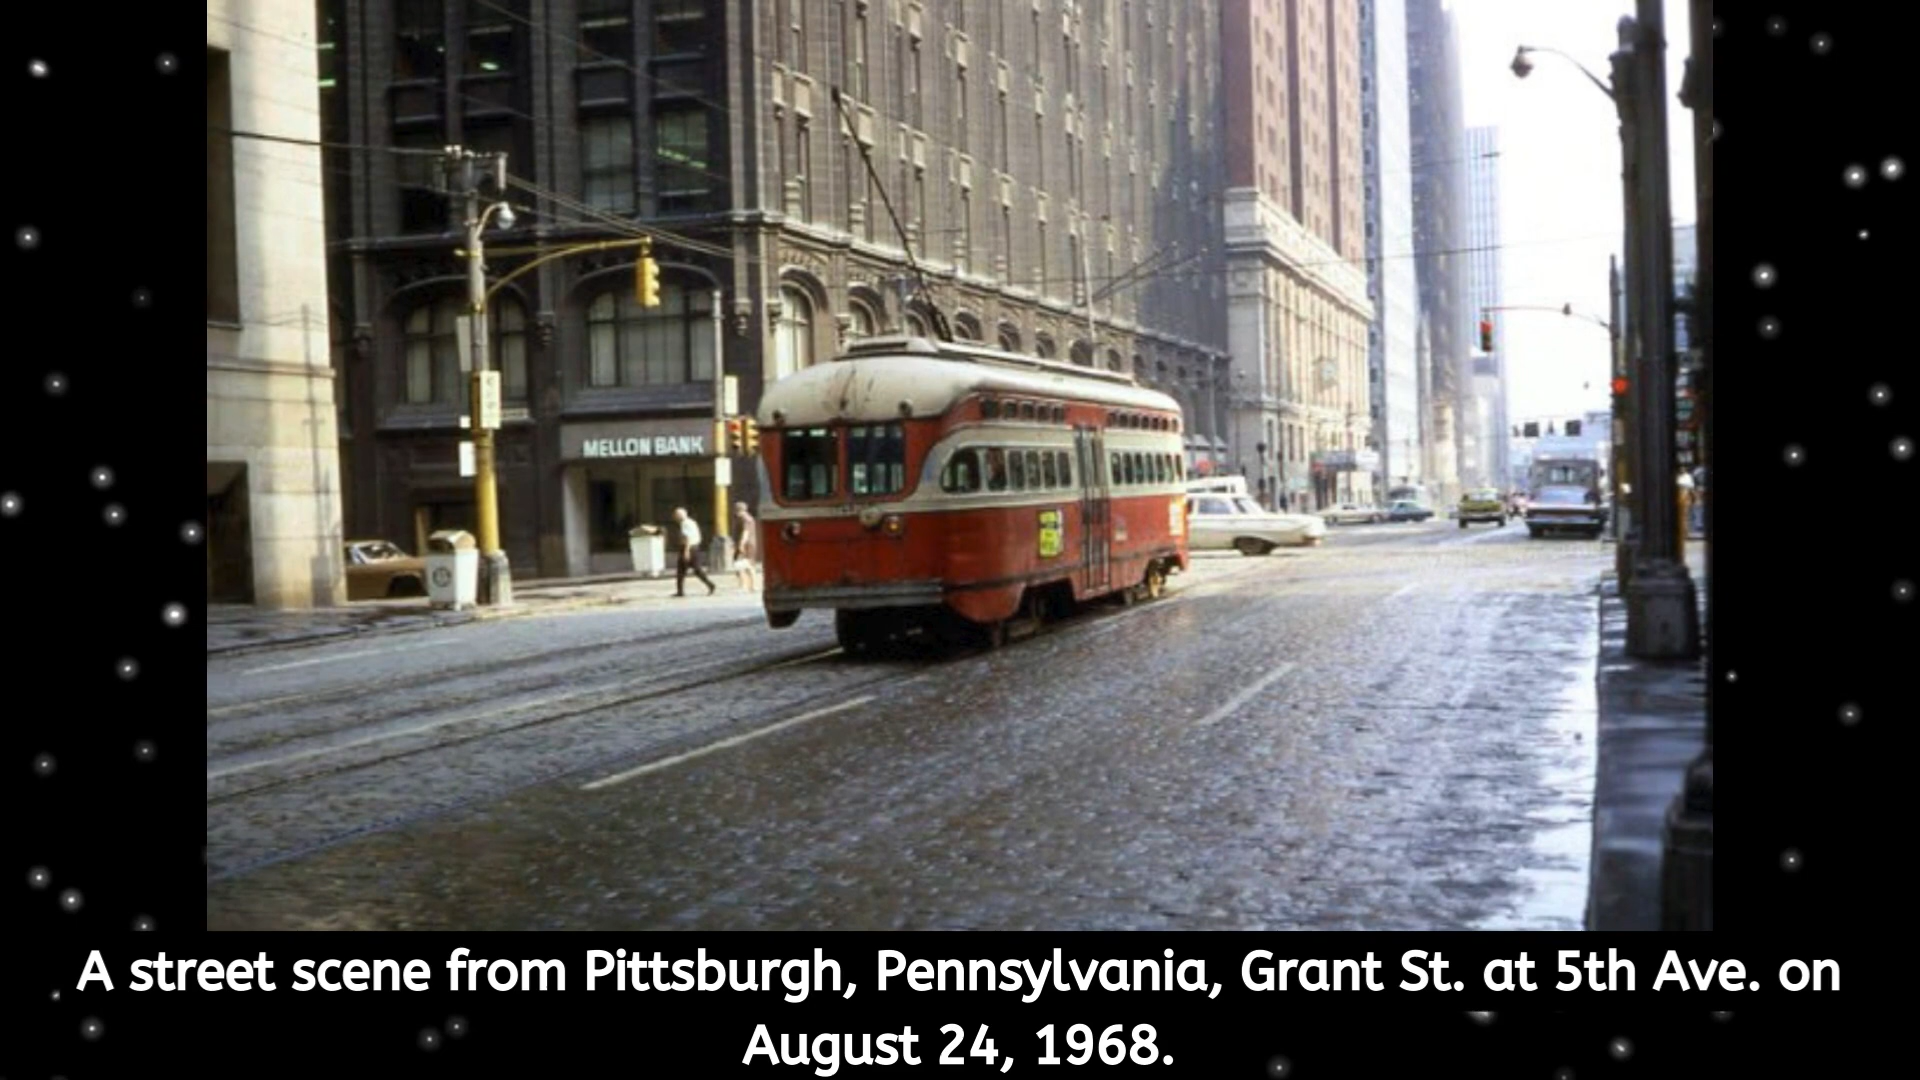 MELLON BANK
A street scene from Pittsburgh, Pennsylvania, Grant St. at 5th Ave. on
August 24, 1968.